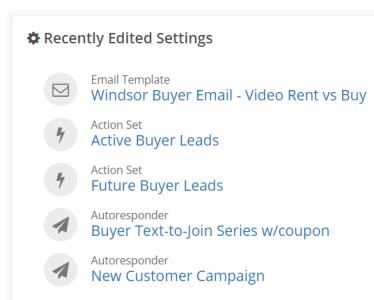 Recently Edited Settings
Email Template
Windsor Buyer Email - Video Rent vs Buy
Action Set
Active Buyer Leads
Action Set
Future Buyer Leads
Autoresponder
Buyer Text-to-Join Series w/coupon
Autoresponder
New Customer Campaign